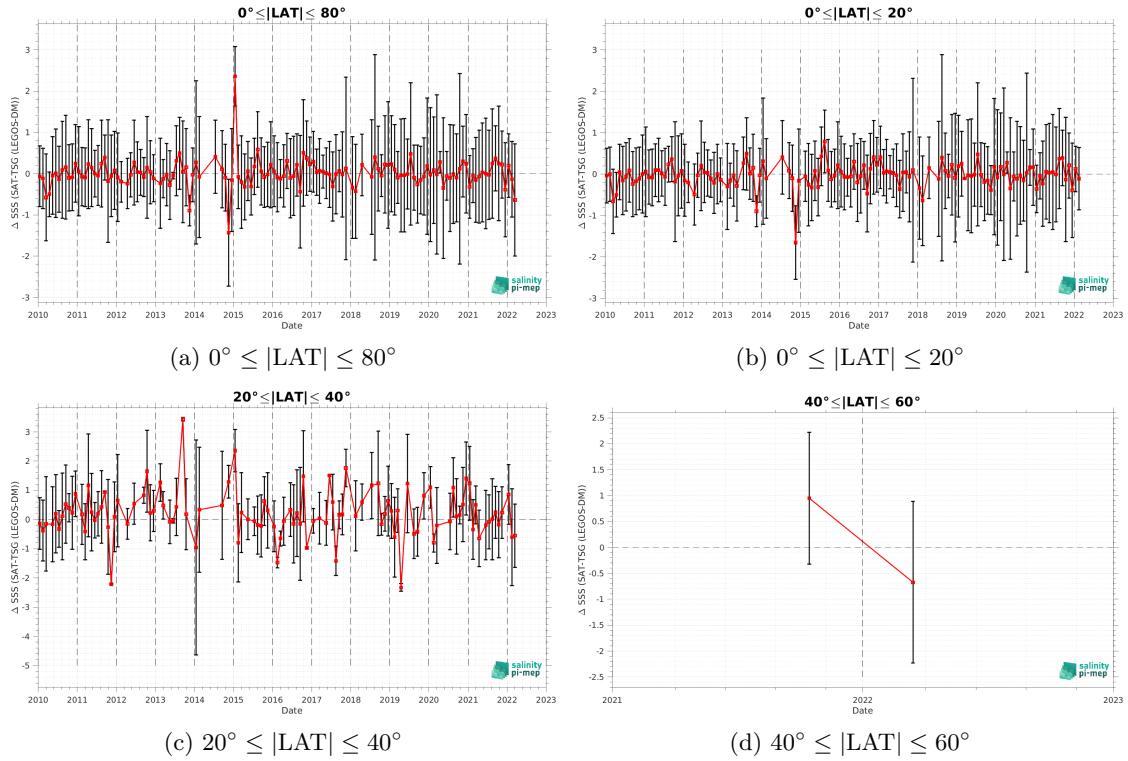 0°≤|LAT|≤ 80°
3
2
1
0
-1
-2
-3
Δ SSS (SAT-TSG (LEGOS-DM))
2010 2011 2012 2013 2014 2015 2016 2017 2018 2019 2020 2021 2022 2023
Date
salinity
pi-mep
(a) 0° ≤ |LAT| ≤ 80°
0°≤|LAT|≤ 20°
3
2
1
0
-1
-2
-3
Δ SSS (SAT-TSG (LEGOS-DM))
2010 2011 2012 2013 2014 2015 2016 2017 2018 2019 2020 2021 2022 2023
Date
salinity
pi-mep
(b) 0° ≤ |LAT| ≤ 20°
20°≤|LAT|≤ 40°
3
2
1
0
-1
-2
-3
-4
-5
Δ SSS (SAT-TSG (LEGOS-DM))
2010 2011 2012 2013 2014 2015 2016 2017 2018 2019 2020 2021 2022 2023
Date
salinity
pi-mep
(c) 20° ≤ |LAT| ≤ 40°
40°≤|LAT|≤ 60°
2.5
2
1.5
1
0.5
0
-0.5
-1
-1.5
-2
-2.5
Δ SSS (SAT-TSG (LEGOS-DM))
2021 2022 2023
Date
salinity
pi-mep
(d) 40° ≤ |LAT| ≤ 60°